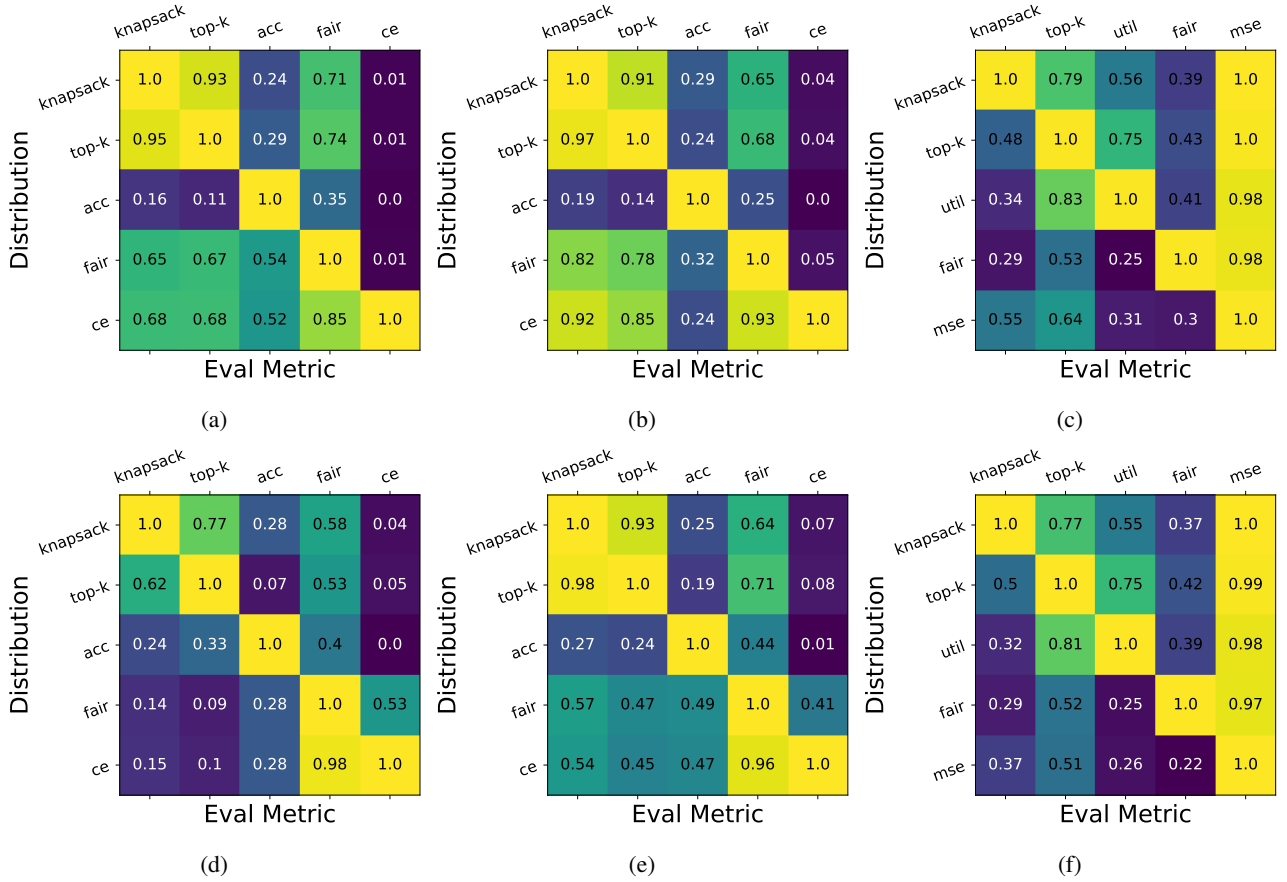 knapsack top-k acc fair ce
knapsack 1.0 0.93 0.24 0.71 0.01
top-k 0.95 1.0 0.29 0.74 0.01
acc 0.16 0.11 1.0 0.35 0.0
fair 0.65 0.67 0.54 1.0 0.01
ce 0.68 0.68 0.52 0.85 1.0
Distribution
Eval Metric
(a)
knapsack top-k acc fair ce
knapsack 1.0 0.91 0.29 0.65 0.04
top-k 0.97 1.0 0.24 0.68 0.04
acc 0.19 0.14 1.0 0.25 0.0
fair 0.82 0.78 0.32 1.0 0.05
ce 0.92 0.85 0.24 0.93 1.0
Distribution
Eval Metric
(b)
knapsack top-k util fair mse
knapsack 1.0 0.79 0.56 0.39 1.0
top-k 0.48 1.0 0.75 0.43 1.0
util 0.34 0.83 1.0 0.41 0.98
fair 0.29 0.53 0.25 1.0 0.98
mse 0.55 0.64 0.31 0.3 1.0
Distribution
Eval Metric
(c)
knapsack top-k acc fair ce
knapsack 1.0 0.77 0.28 0.58 0.04
top-k 0.62 1.0 0.07 0.53 0.05
acc 0.24 0.33 1.0 0.4 0.0
fair 0.14 0.09 0.28 1.0 0.53
ce 0.15 0.1 0.28 0.98 1.0
Distribution
Eval Metric
(d)
knapsack top-k acc fair ce
knapsack 1.0 0.93 0.25 0.64 0.07
top-k 0.98 1.0 0.19 0.71 0.08
acc 0.27 0.24 1.0 0.44 0.01
fair 0.57 0.47 0.49 1.0 0.41
ce 0.54 0.45 0.47 0.96 1.0
Distribution
Eval Metric
(e)
knapsack top-k util fair mse
knapsack 1.0 0.77 0.55 0.37 1.0
top-k 0.5 1.0 0.75 0.42 0.99
util 0.32 0.81 1.0 0.39 0.98
fair 0.29 0.52 0.25 1.0 0.97
mse 0.37 0.51 0.26 0.22 1.0
Distribution
Eval Metric
(f)